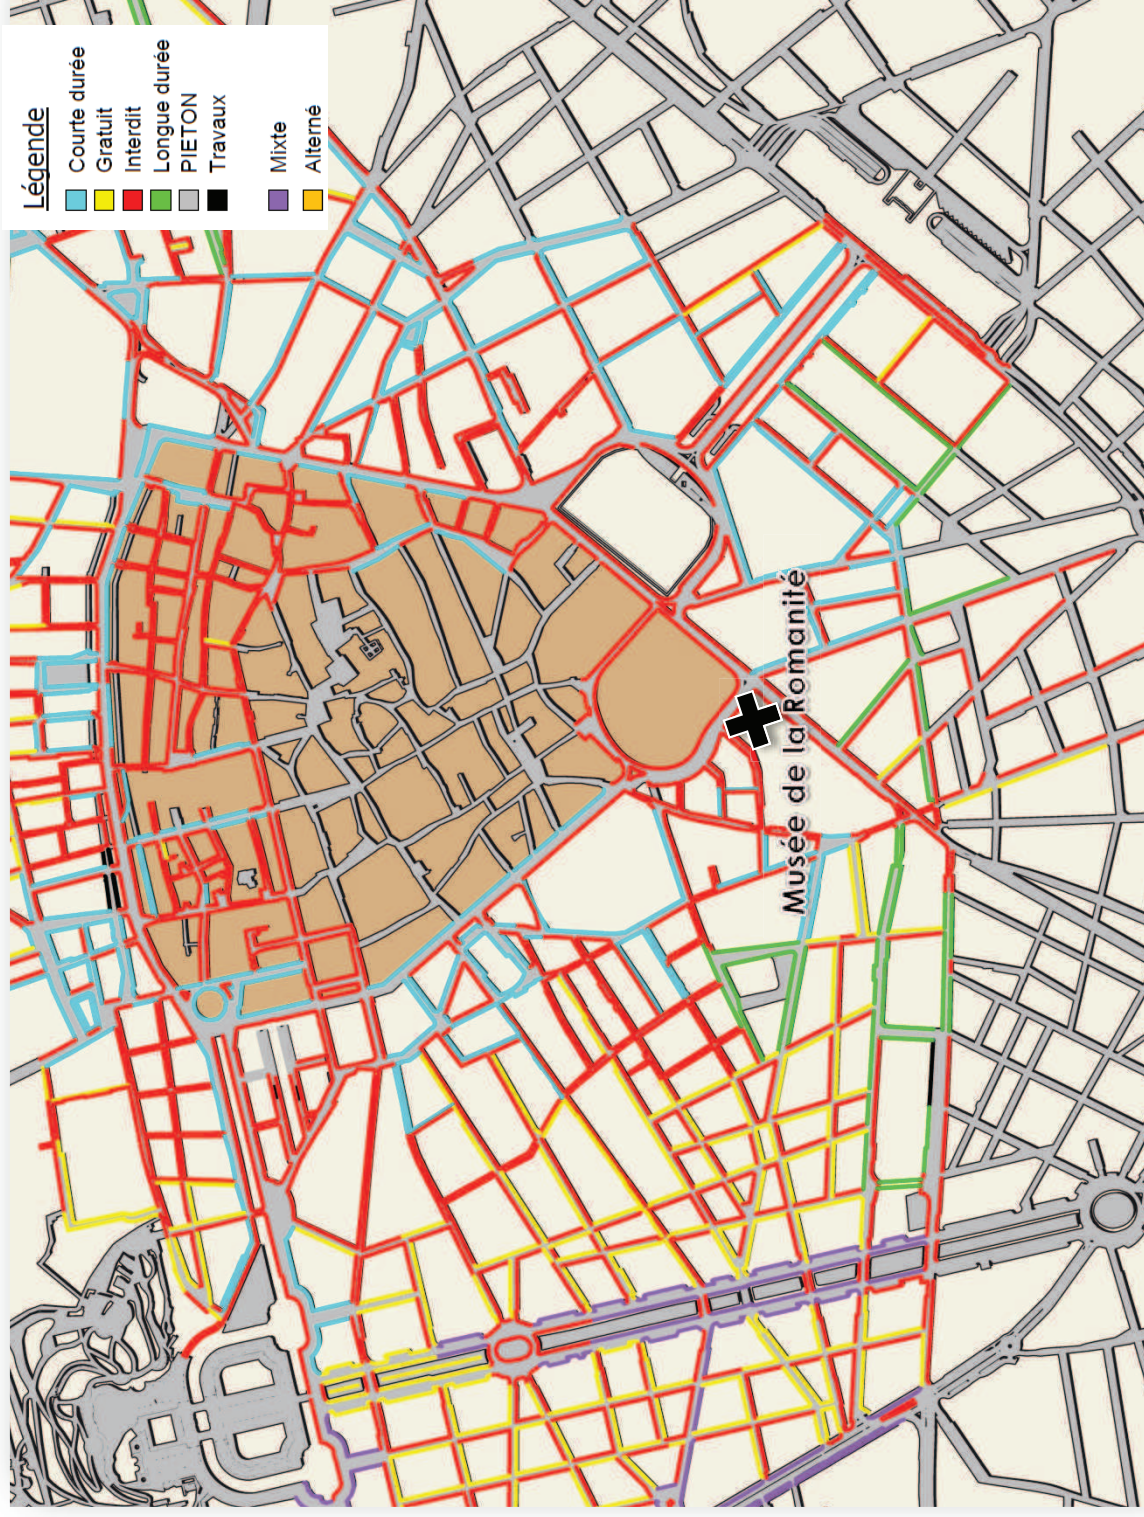 Légende
Courte durée
Gratuit
Interdit
Longue durée
PIETON
Travaux
Mixte
Alterné
Musée de la Romanité